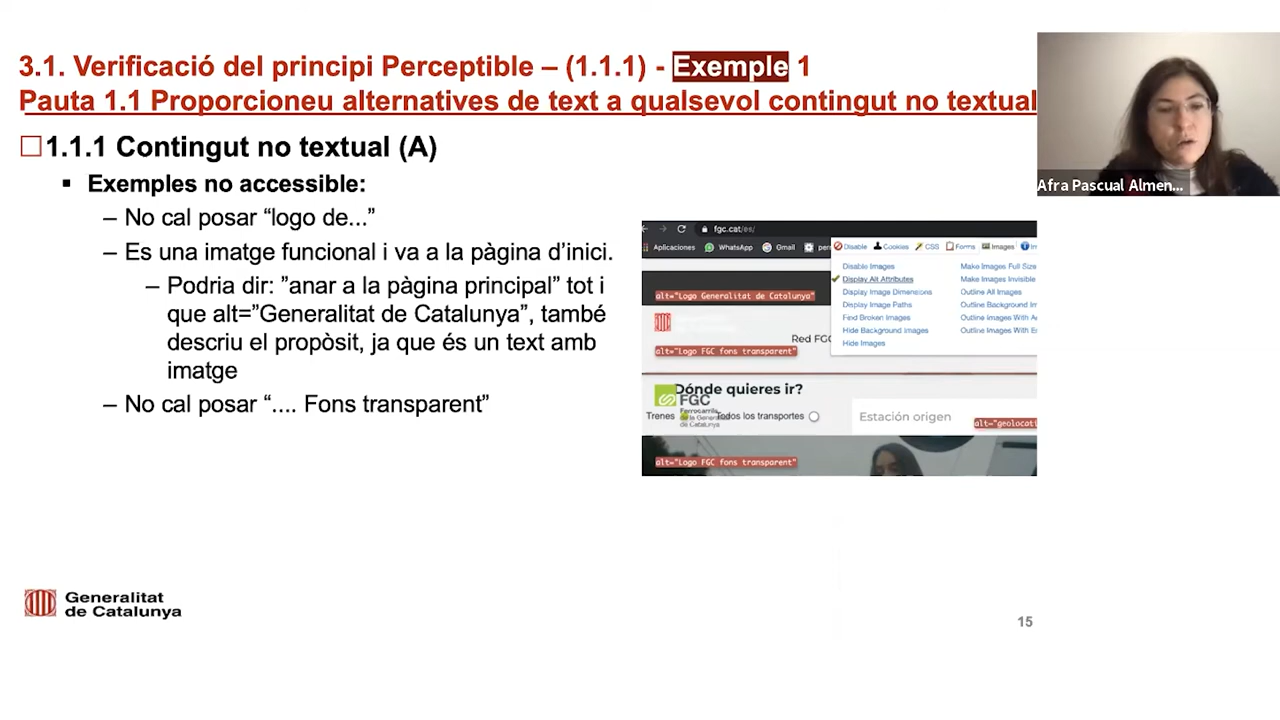 3.1. Verificació del principi Perceptible – (1.1.1) - Exemple 1
Pauta 1.1 Proporcioneu alternatives de text a qualsevol contingut no textual
1.1.1 Contingut no textual (A)
▪ Exemples no accessible:
– No cal posar “logo de...”
– Es una imatge funcional i va a la pàgina d’inici.
– Podria dir: ”anar a la pàgina principal” tot i
que alt=”Generalitat de Catalunya”, també
descriu el propòsit, ja que és un text amb
imatge
– No cal posar “.... Fons transparent”
Afra Pascual Almen...
fgc.cat/es/
Aplicaciones WhatsApp Gmail
Disable Cookies CSS Forms Images
Disable Images Make Images Full Size
Display Alt Attributes Make Images Invisible
Display Image Dimensions Outline All Images
Display Image Paths Outline Background
Find Broken Images Outline Images With
Hide Background Images Outline Images With
Hide Images
alt="Logo Generalitat de Catalunya"
Red FGC
alt="Logo FGC fons transparent"
Dónde quieres ir?
FGC
Ferrocarrils
de la Generalitat
de Catalunya
Trenes Todos los transportes
Estación origen
alt="geolocati
alt="Logo FGC fons transparent"
Generalitat
de Catalunya
15